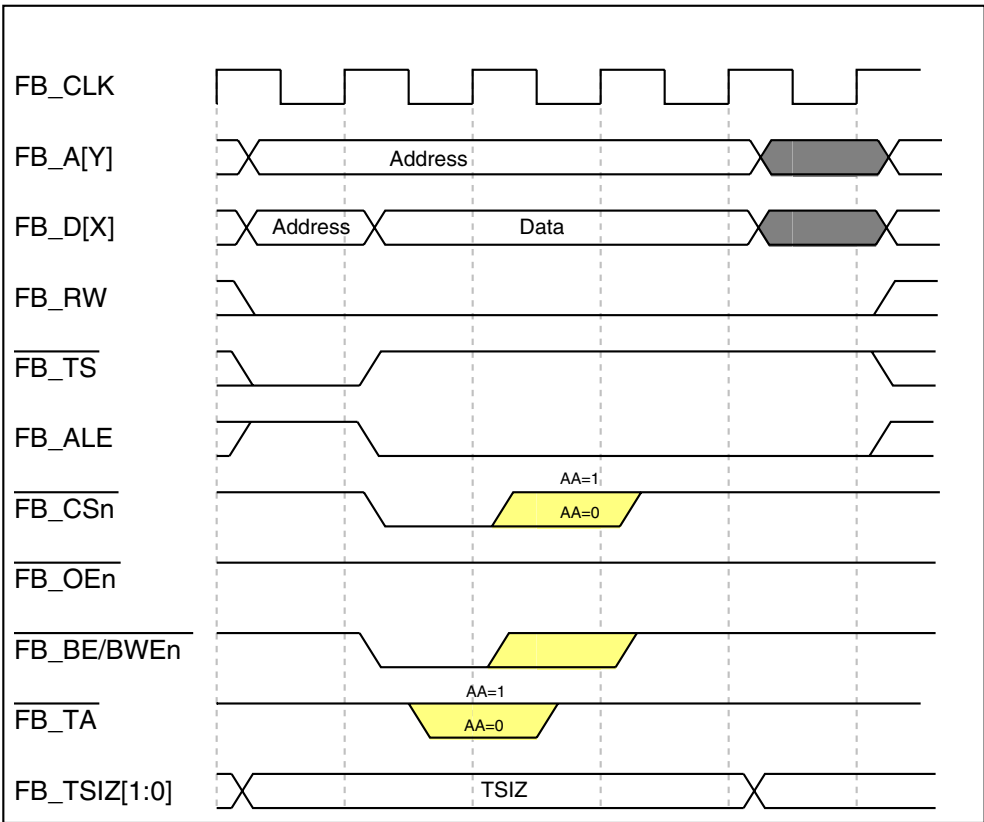 FB_CLK
FB_A[Y]
Address
FB_D[X]
Address
Data
FB_RW
FB_TS
FB_ALE
AA=1
FB_CSn
AA=0
FB_OEn
FB_BE/BWEn
AA=1
FB_TA
AA=0
FB_TSIZ[1:0]
TSIZ